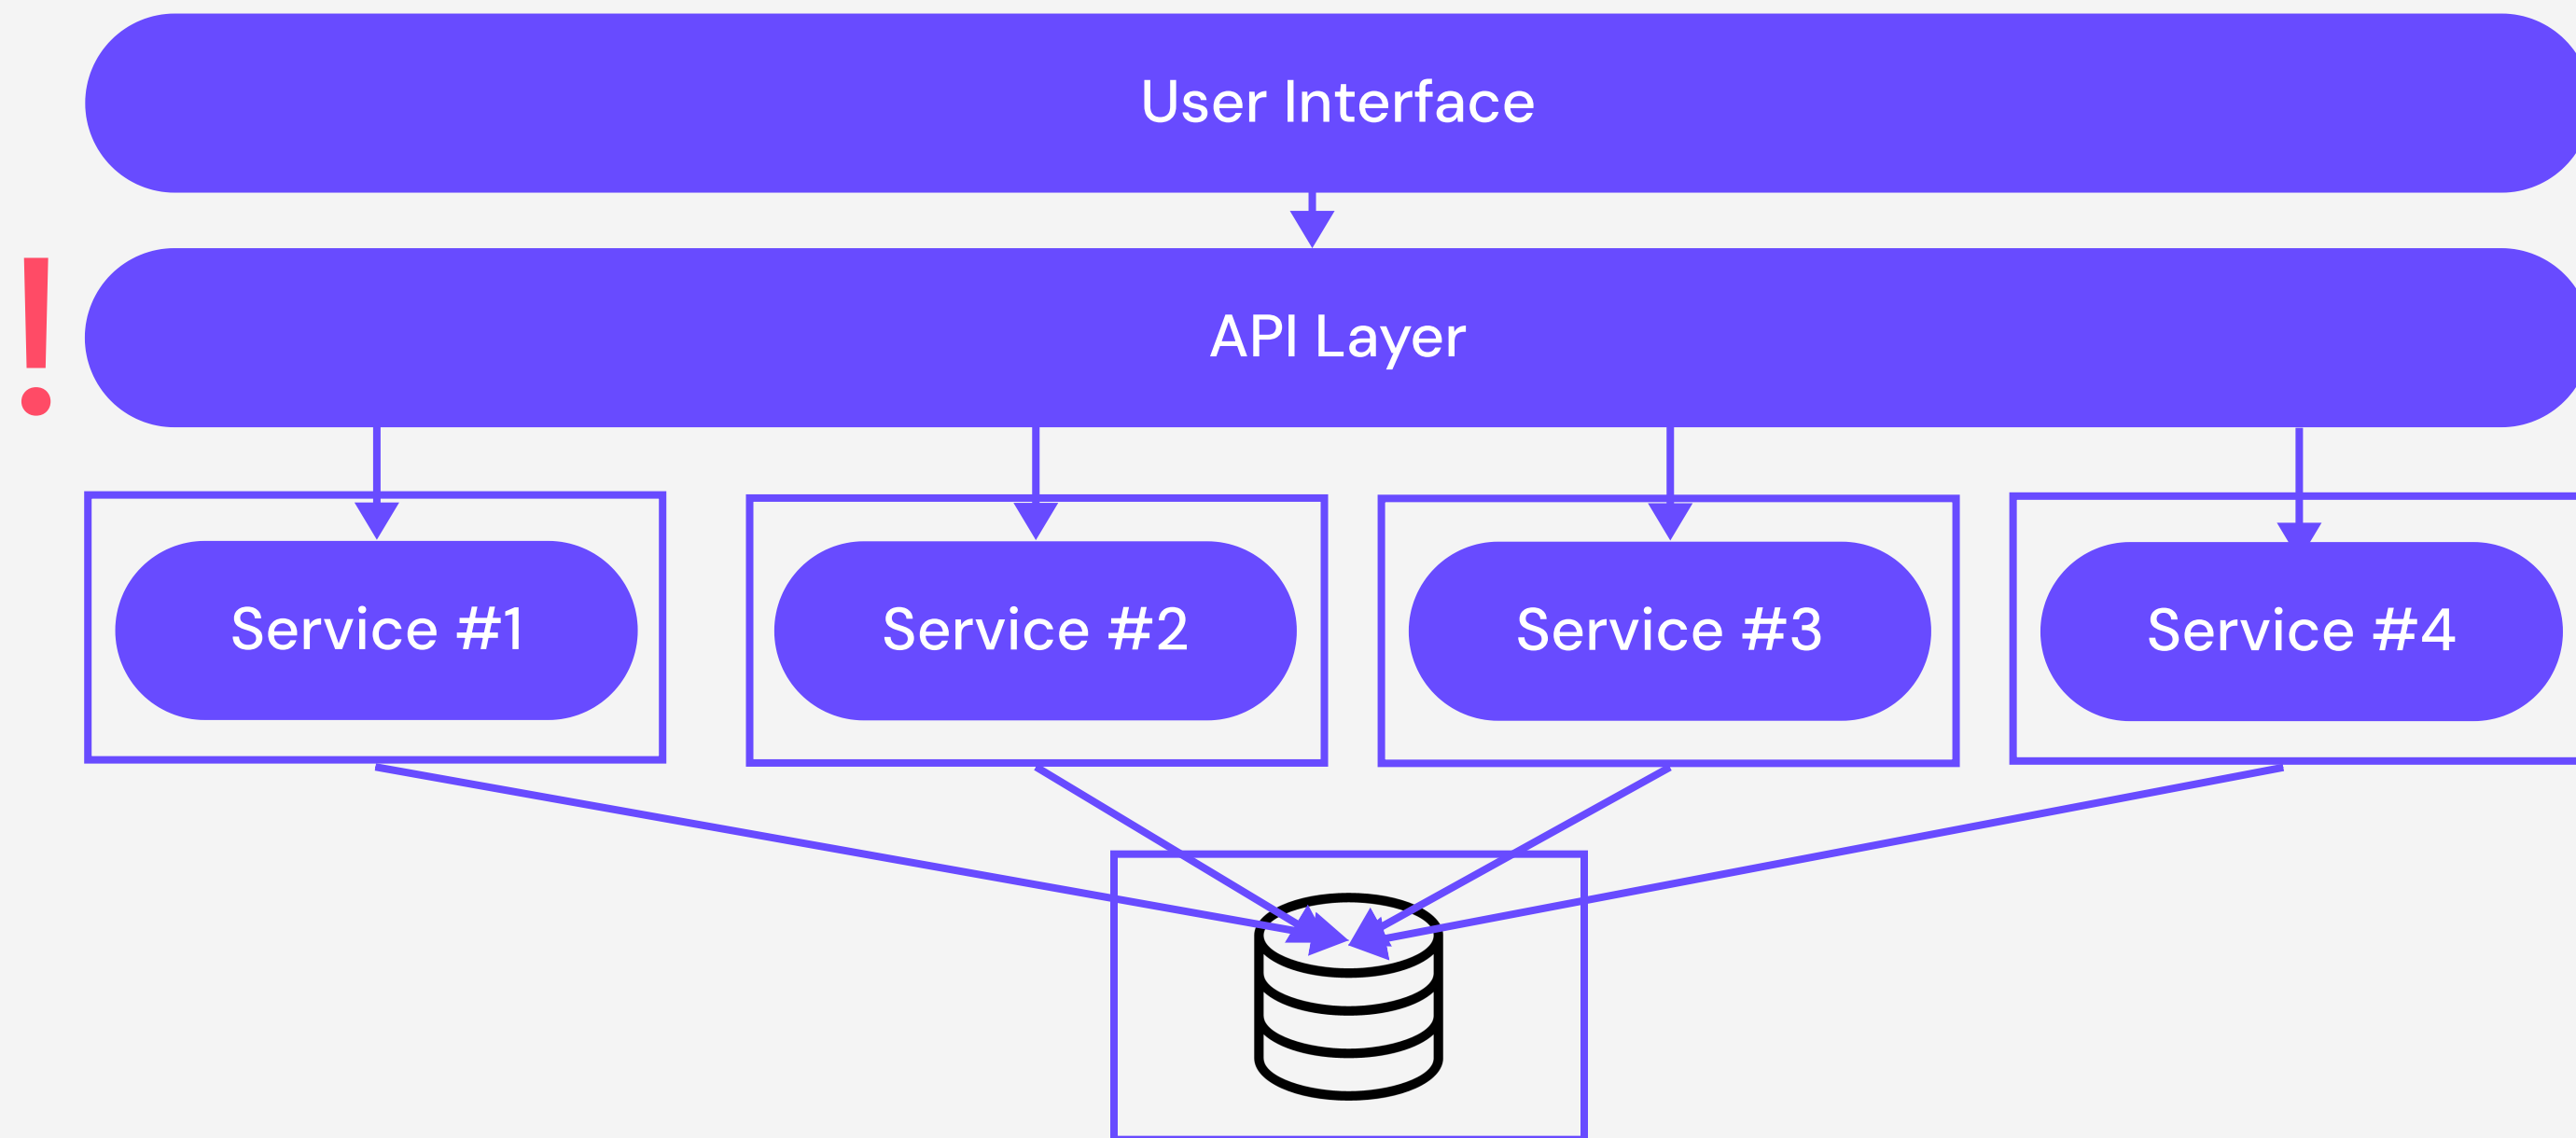 User Interface
!
API Layer
Service #1
Service #2
Service #3
Service #4